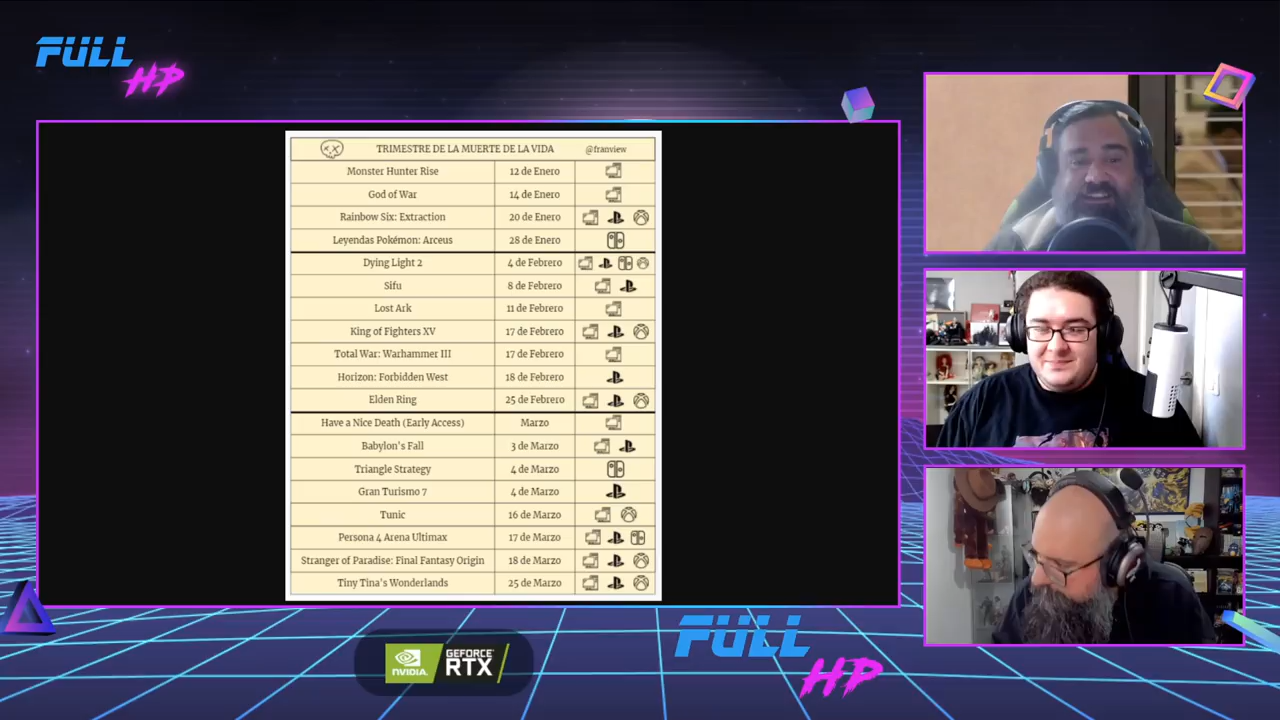 FULL
HP
TRIMESTRE DE LA MUERTE DE LA VIDA @franview
Monster Hunter Rise 12 de Enero
God of War 14 de Enero
Rainbow Six: Extraction 20 de Enero
Leyendas Pokémon: Arceus 28 de Enero
Dying Light 2 4 de Febrero
Sifu 8 de Febrero
Lost Ark 11 de Febrero
King of Fighters XV 17 de Febrero
Total War: Warhammer III 17 de Febrero
Horizon: Forbidden West 18 de Febrero
Elden Ring 25 de Febrero
Have a Nice Death (Early Access) Marzo
Babylon's Fall 3 de Marzo
Triangle Strategy 4 de Marzo
Gran Turismo 7 4 de Marzo
Tunic 16 de Marzo
Persona 4 Arena Ultimax 17 de Marzo
Stranger of Paradise: Final Fantasy Origin 18 de Marzo
Tiny Tina's Wonderlands 25 de Marzo
NVIDIA. GEFORCE RTX
FULL
HP